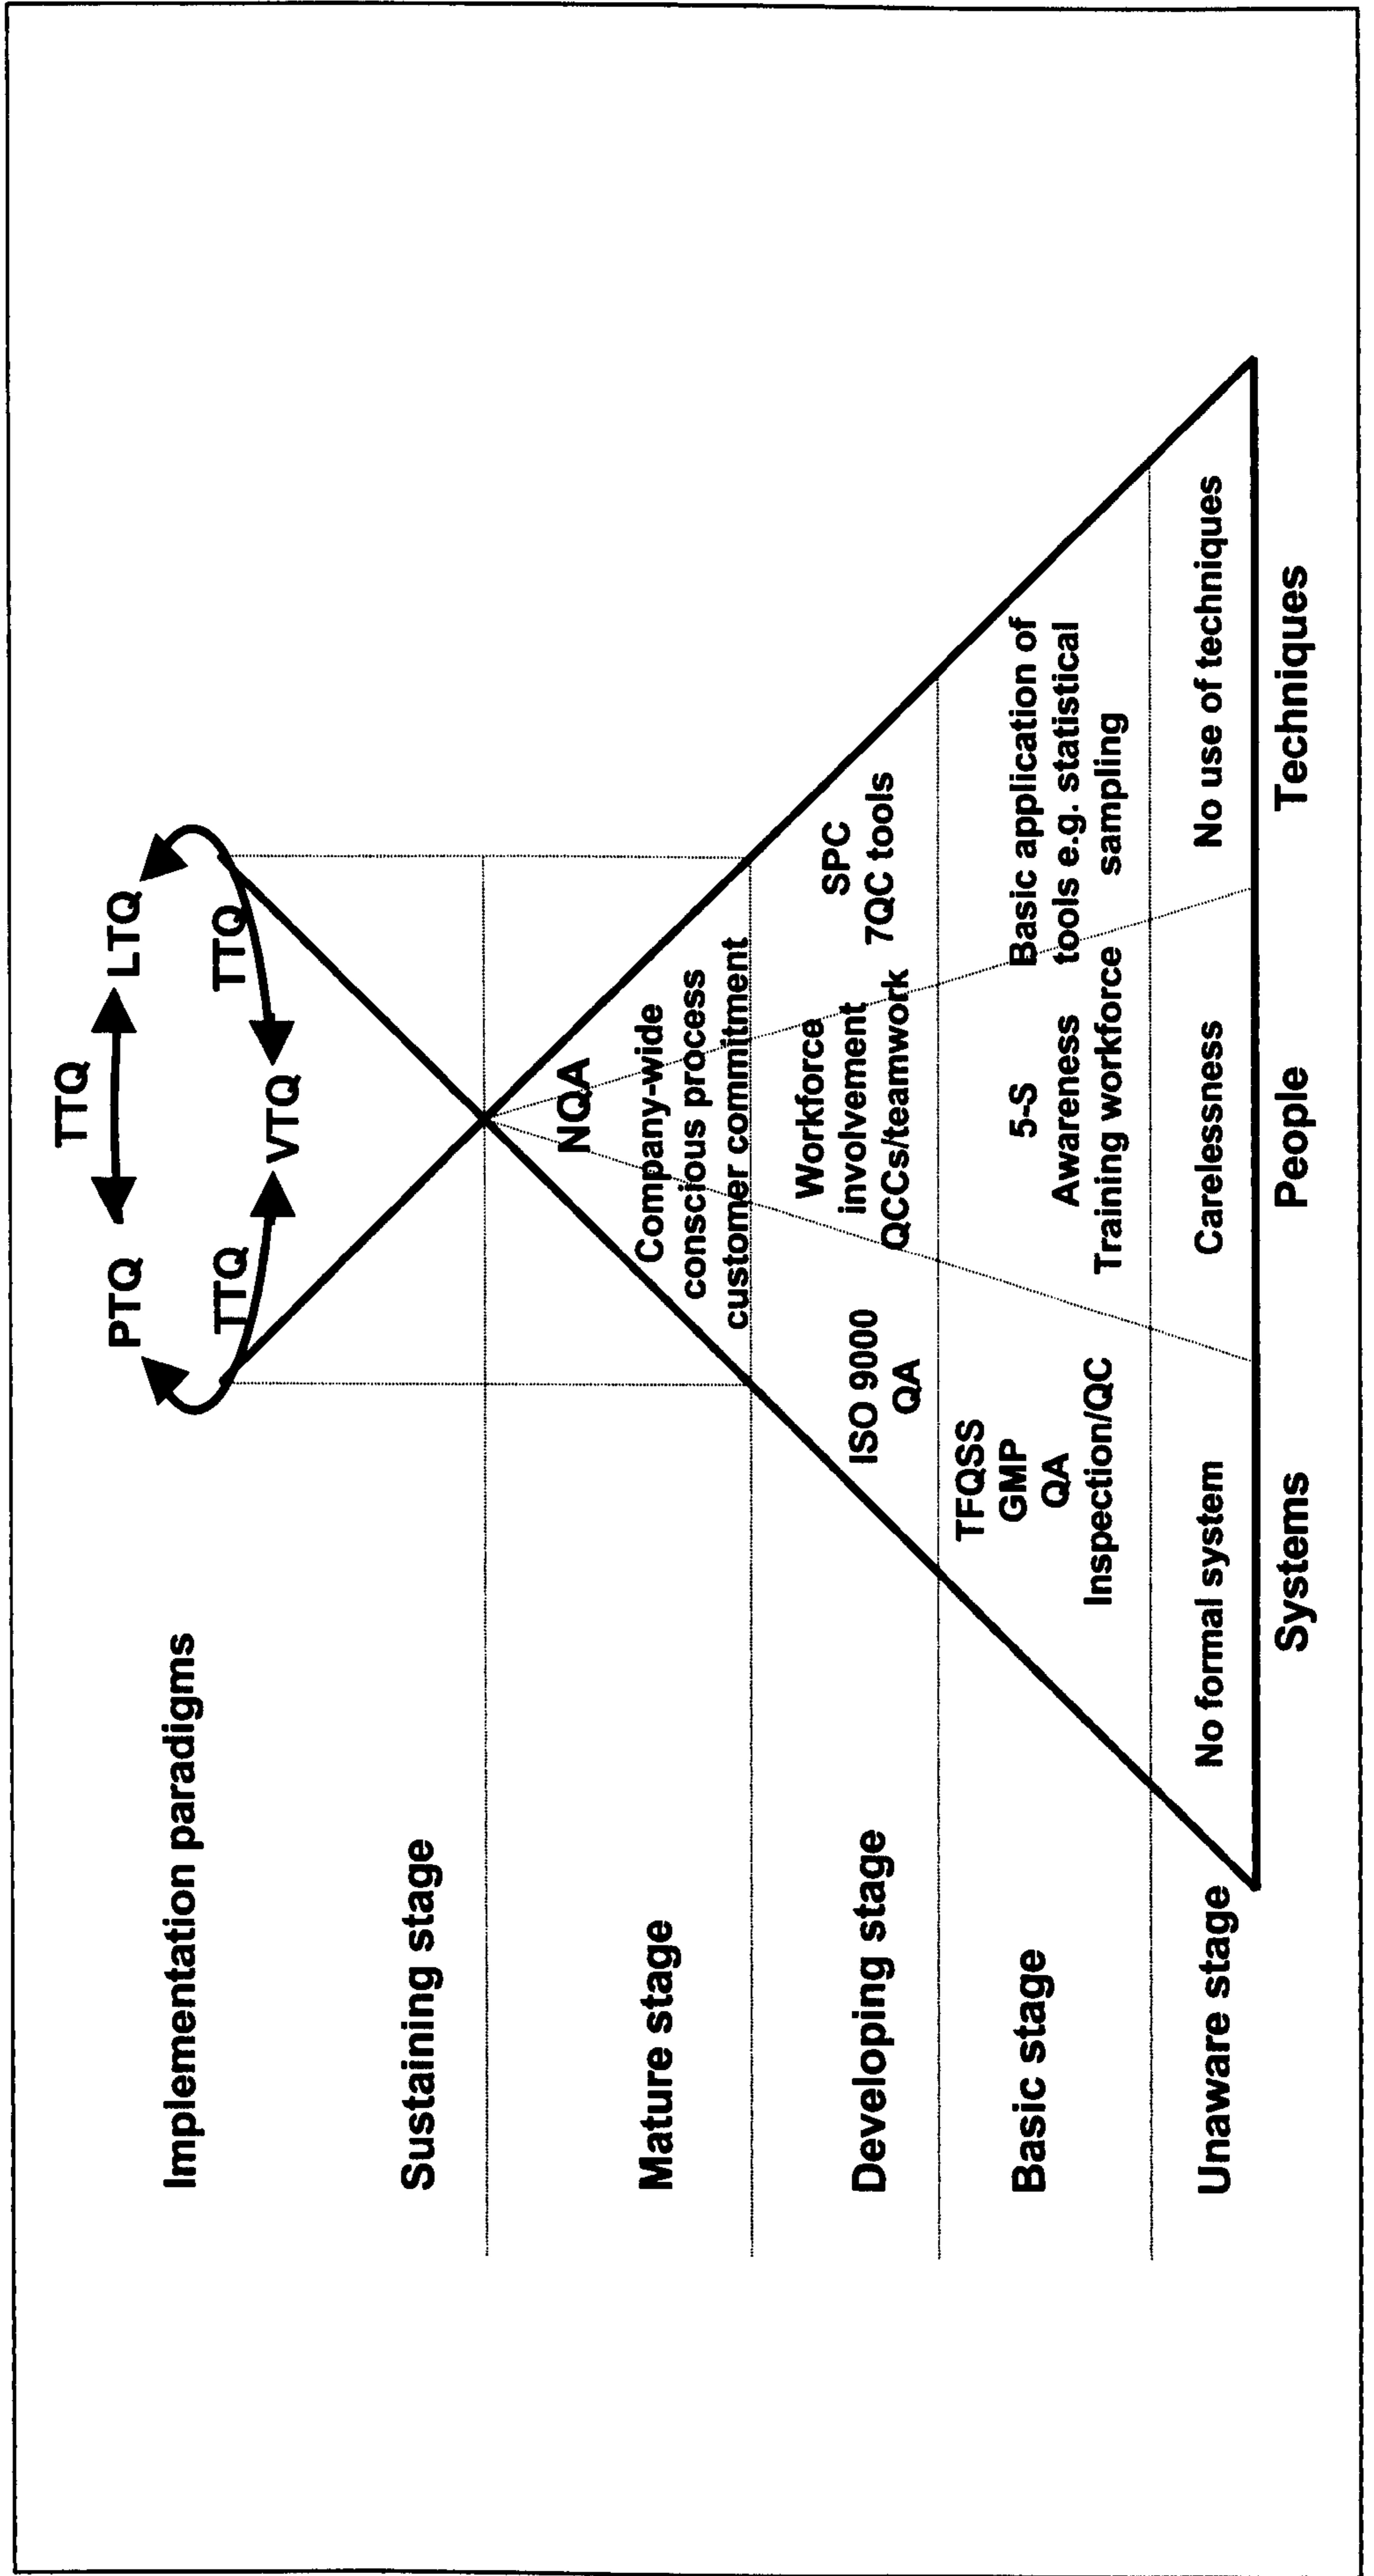 TTQ
PTQ
LTQ
Implementation paradigms
TTQ
TTQ
VTQ
Sustaining stage
NQA
Mature stage
Company-wide
conscious process
customer commitment
Developing stage
ISO 9000
QA
Workforce
involvement
QCCs/teamwork
SPC
7QC tools
Basic stage
TFQSS
GMP
QA
Inspection/QC
5-S
Awareness
Training workforce
Basic application of
tools e.g. statistical
sampling
Unaware stage
No formal system
Carelessness
No use of techniques
Systems
People
Techniques